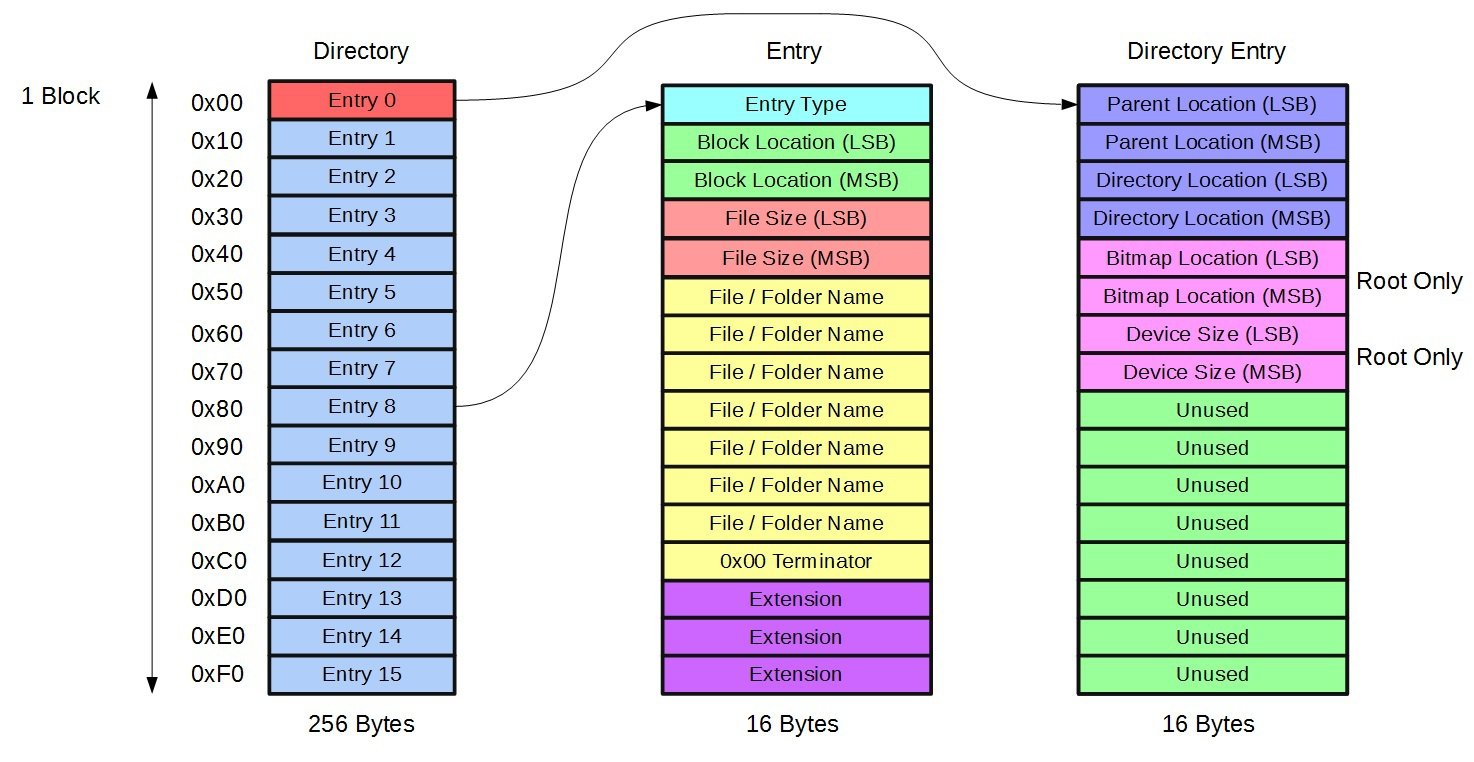 Directory
Entry
Directory Entry
1 Block
0x00
0x10
0x20
0x30
0x40
0x50
0x60
0x70
0x80
0x90
0xA0
0xB0
0xC0
0xD0
0xE0
0xF0
Entry 0
Entry 1
Entry 2
Entry 3
Entry 4
Entry 5
Entry 6
Entry 7
Entry 8
Entry 9
Entry 10
Entry 11
Entry 12
Entry 13
Entry 14
Entry 15
256 Bytes
Entry Type
Block Location (LSB)
Block Location (MSB)
File Size (LSB)
File Size (MSB)
File / Folder Name
File / Folder Name
File / Folder Name
File / Folder Name
File / Folder Name
File / Folder Name
File / Folder Name
0x00 Terminator
Extension
Extension
Extension
16 Bytes
Parent Location (LSB)
Parent Location (MSB)
Directory Location (LSB)
Directory Location (MSB)
Bitmap Location (LSB)
Bitmap Location (MSB)
Device Size (LSB)
Device Size (MSB)
Unused
Unused
Unused
Unused
Unused
Unused
Unused
Unused
16 Bytes
Root Only
Root Only